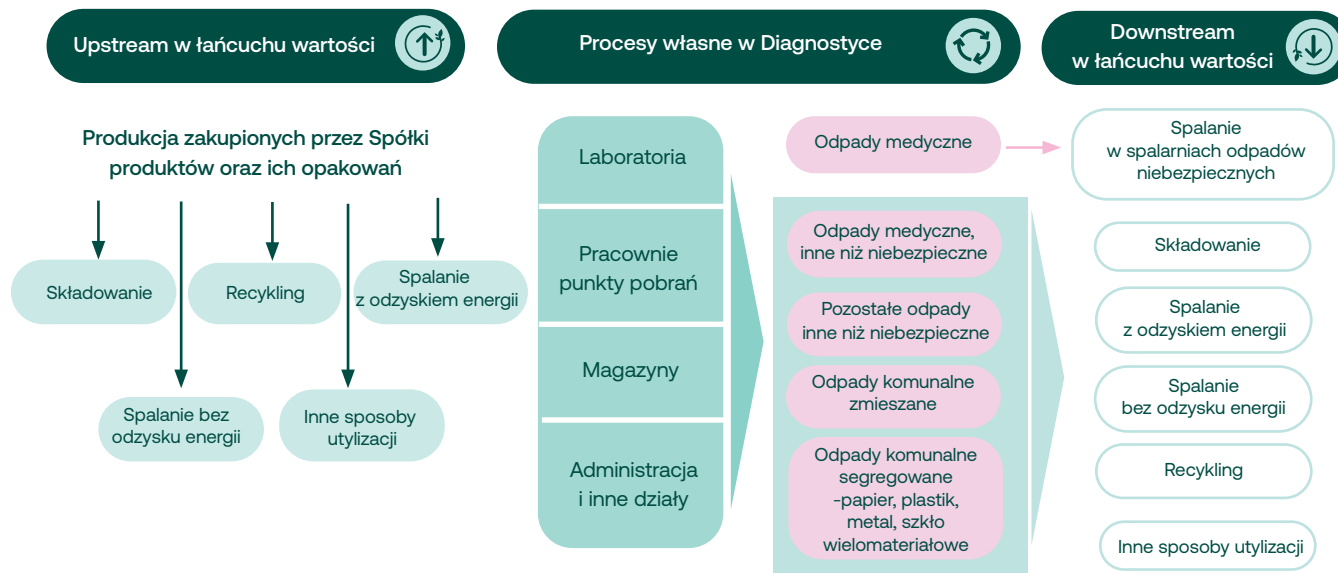 Upstream w łańcuchu wartości
Procesy własne w Diagnostyce
Downstream
w łańcuchu wartości
Produkcja zakupionych przez Spółki
produktów oraz ich opakowań
Składowanie
Recykling
Spalanie
z odzyskiem energii
Spalanie bez
odzysku energii
Inne sposoby
utylizacji
Laboratoria
Pracownie
punkty pobrań
Magazyny
Administracja
i inne działy
Odpady medyczne
Odpady medyczne,
inne niż niebezpieczne
Pozostałe odpady
inne niż niebezpieczne
Odpady komunalne
zmieszane
Odpady komunalne
segregowane
-papier, plastik,
metal, szkło
wielomateriałowe
Spalanie
w spalarniach odpadów
niebezpiecznych
Składowanie
Spalanie
z odzyskiem energii
Spalanie
bez odzysku energii
Recykling
Inne sposoby utylizacji